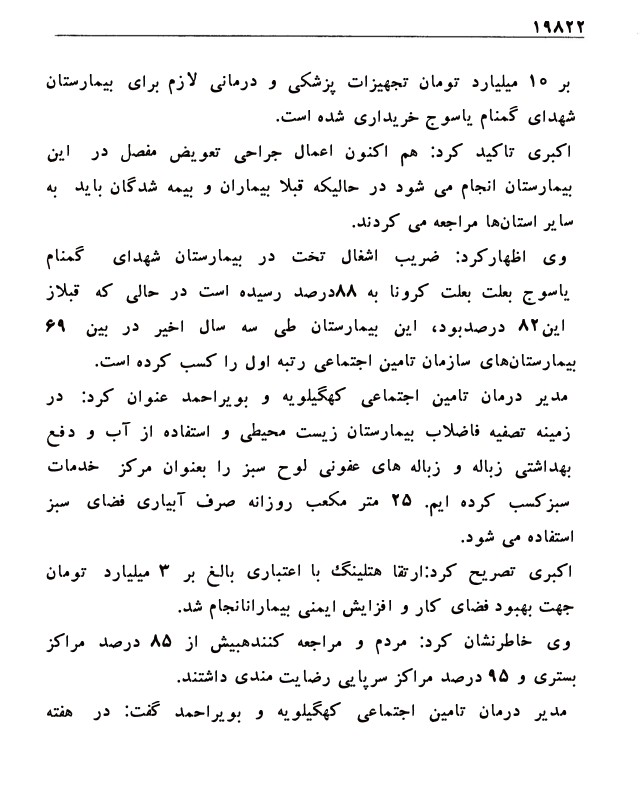 ۱۹۸۲۲
بر ۱۰ میلیارد تومان تجهیزات پزشکی و درمانی لازم برای بیمارستان
شهدای گمنام یاسوج خریداری شده است.
اکبری تاکید کرد: هم اکنون اعمال جراحی تعویض مفصل در این
بیمارستان انجام می شود در حالیکه قبلا بیماران و بیمه شدگان باید به
سایر استان‌ها مراجعه می کردند.
وی اظهارکرد: ضریب اشغال تخت در بیمارستان شهدای گمنام
یاسوج بعلت بعلت کرونا به ۸۸درصد رسیده است در حالی که قبلاز
این۸۲ درصدبود، این بیمارستان طی سه سال اخیر در بین ۶۹
بیمارستان‌های سازمان تامین اجتماعی رتبه اول را کسب کرده است.
مدیر درمان تامین اجتماعی کهگیلویه و بویراحمد عنوان کرد: در
زمینه تصفیه فاضلاب بیمارستان زیست محیطی و استفاده از آب و دفع
بهداشتی زباله و زباله های عفونی لوح سبز را بعنوان مرکز خدمات
سبزکسب کرده ایم. ۲۵ متر مکعب روزانه صرف آبیاری فضای سبز
استفاده می شود.
اکبری تصریح کرد:ارتقا هتلینگ با اعتباری بالغ بر ۳ میلیارد تومان
جهت بهبود فضای کار و افزایش ایمنی بیمارانانجام شد.
وی خاطرنشان کرد: مردم و مراجعه کنندهبیش از ۸۵ درصد مراکز
بستری و ۹۵ درصد مراکز سرپایی رضایت مندی داشتند.
مدیر درمان تامین اجتماعی کهگیلویه و بویراحمد گفت: در هفته